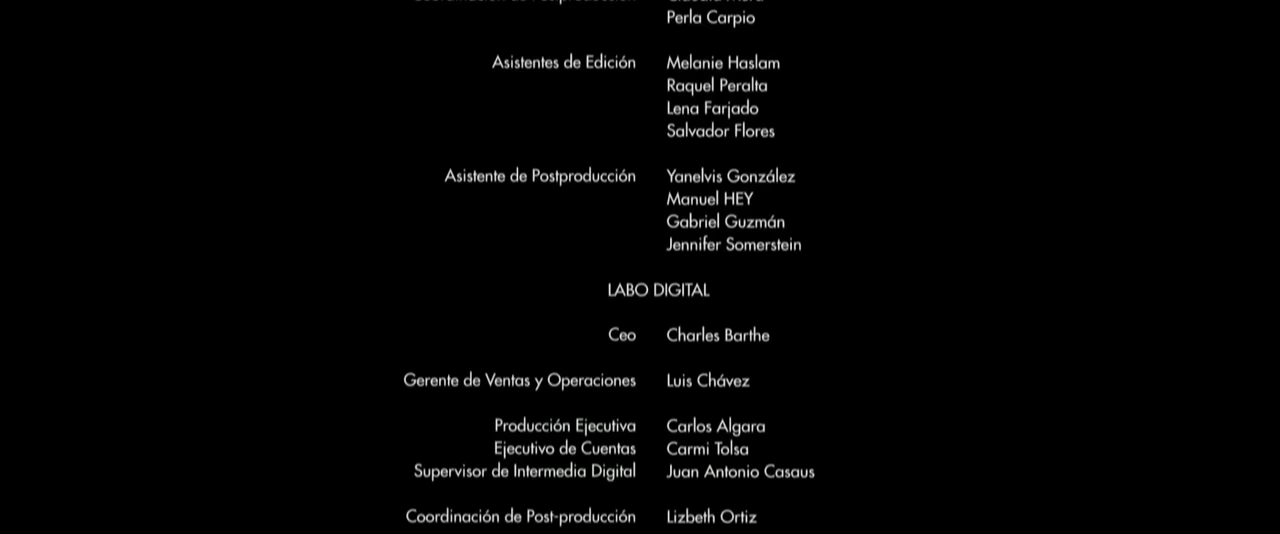 Perla Carpio
Asistentes de Edición Melanie Haslam
Raquel Peralta
Lena Farjado
Salvador Flores
Asistente de Postproducción Yanelvis González
Manuel HEY
Gabriel Guzmán
Jennifer Somerstein
LABO DIGITAL
Ceo Charles Barthe
Gerente de Ventas y Operaciones Luis Chávez
Producción Ejecutiva Carlos Algara
Ejecutivo de Cuentas Carmi Tolsa
Supervisor de Intermedia Digital Juan Antonio Casaus
Coordinación de Post-producción Lizbeth Ortiz